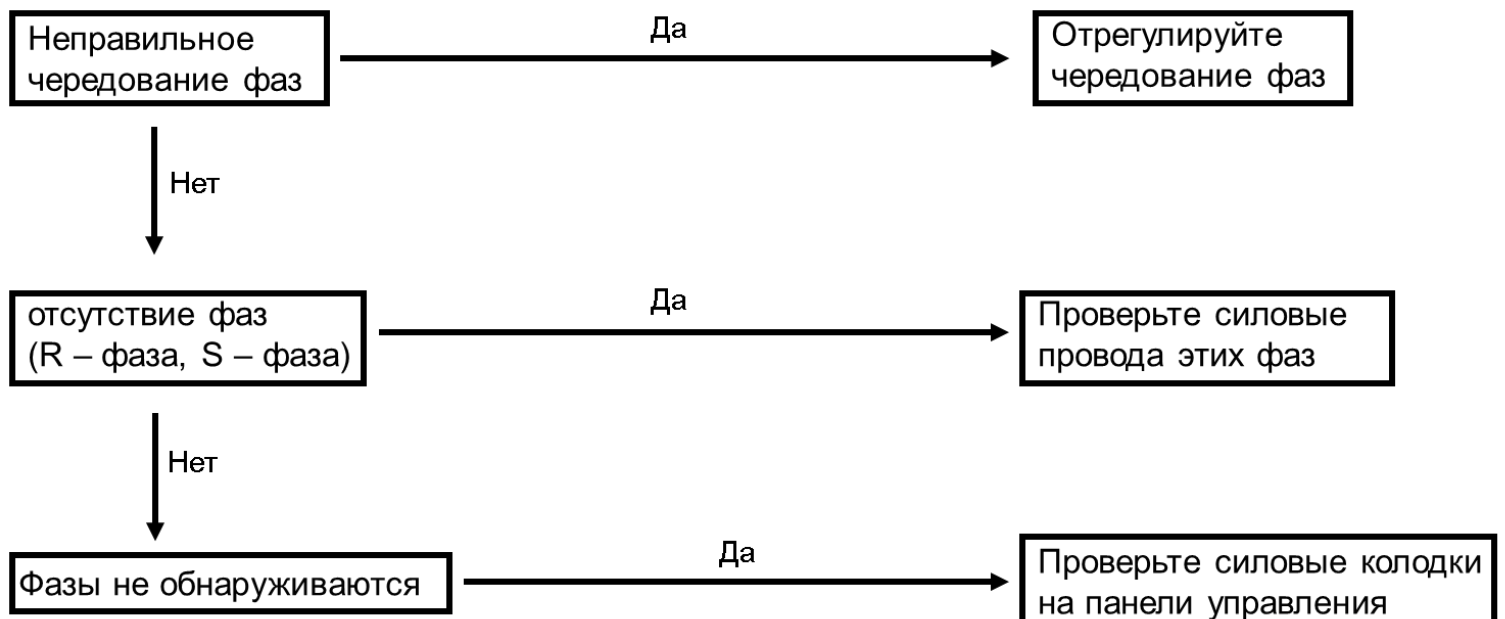 Неправильное
чередование фаз
Да
Отрегулируйте
чередование фаз
Нет
отсутствие фаз
(R – фаза, S – фаза)
Да
Проверьте силовые
провода этих фаз
Нет
Фазы не обнаруживаются
Да
Проверьте силовые колодки
на панели управления